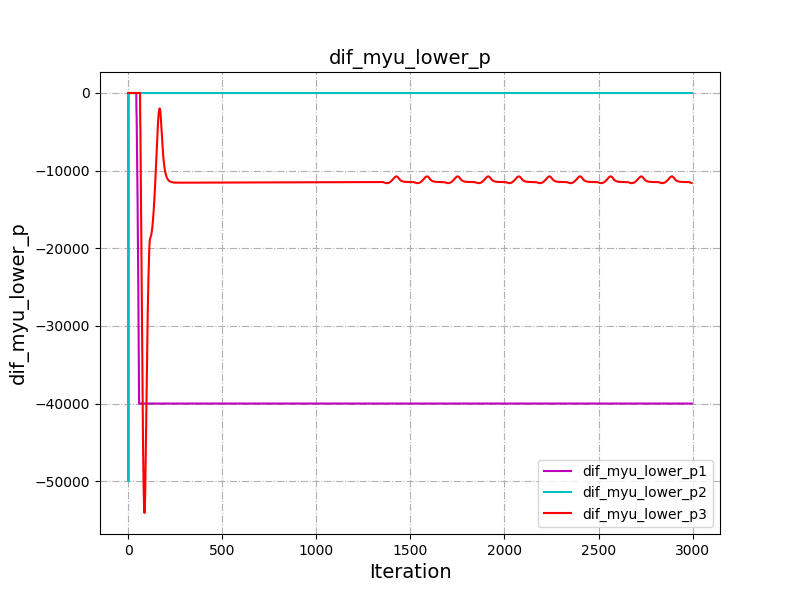 dif_myu_lower_p
dif_myu_lower_p
0
−10000
−20000
−30000
−40000
−50000
dif_myu_lower_p1
dif_myu_lower_p2
dif_myu_lower_p3
0 500 1000 1500 2000 2500 3000
Iteration